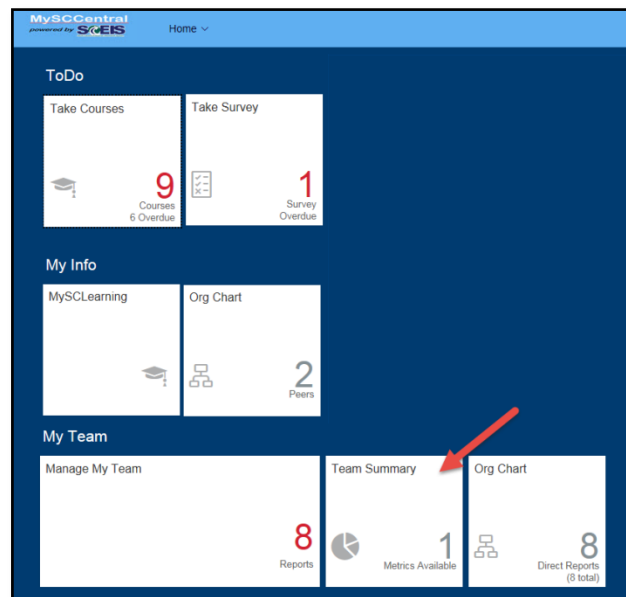 MySCCentral
powered by SCEIS
Home
ToDo
Take Courses
Take Survey
9
Courses
6 Overdue
1
Survey
Overdue
My Info
MySCLearning
Org Chart
2
Peers
My Team
Manage My Team
Team Summary
Org Chart
8
Reports
1
Metrics Available
8
Direct Reports
(8 total)